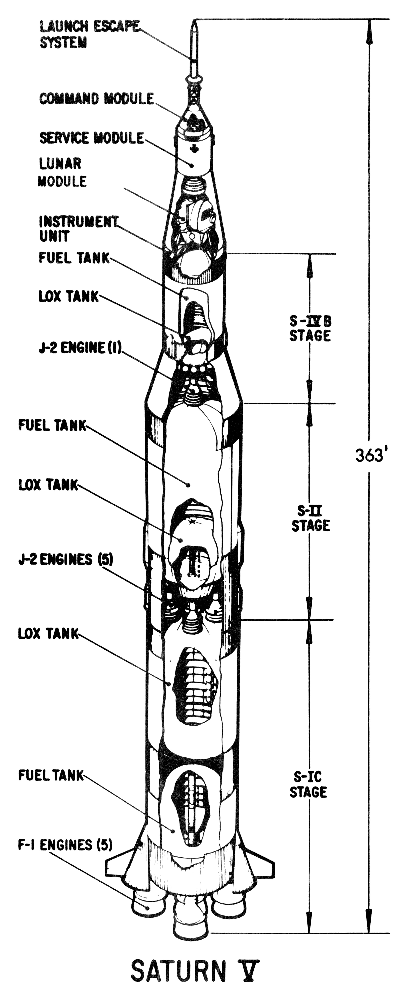 LAUNCH ESCAPE
SYSTEM
COMMAND MODULE
SERVICE MODULE
LUNAR
MODULE
INSTRUMENT
UNIT
FUEL TANK
LOX TANK
J-2 ENGINE (1)
FUEL TANK
LOX TANK
J-2 ENGINES (5)
LOX TANK
FUEL TANK
F-1 ENGINES (5)
S-IVB
STAGE
S-II
STAGE
S-IC
STAGE
363'
SATURN V